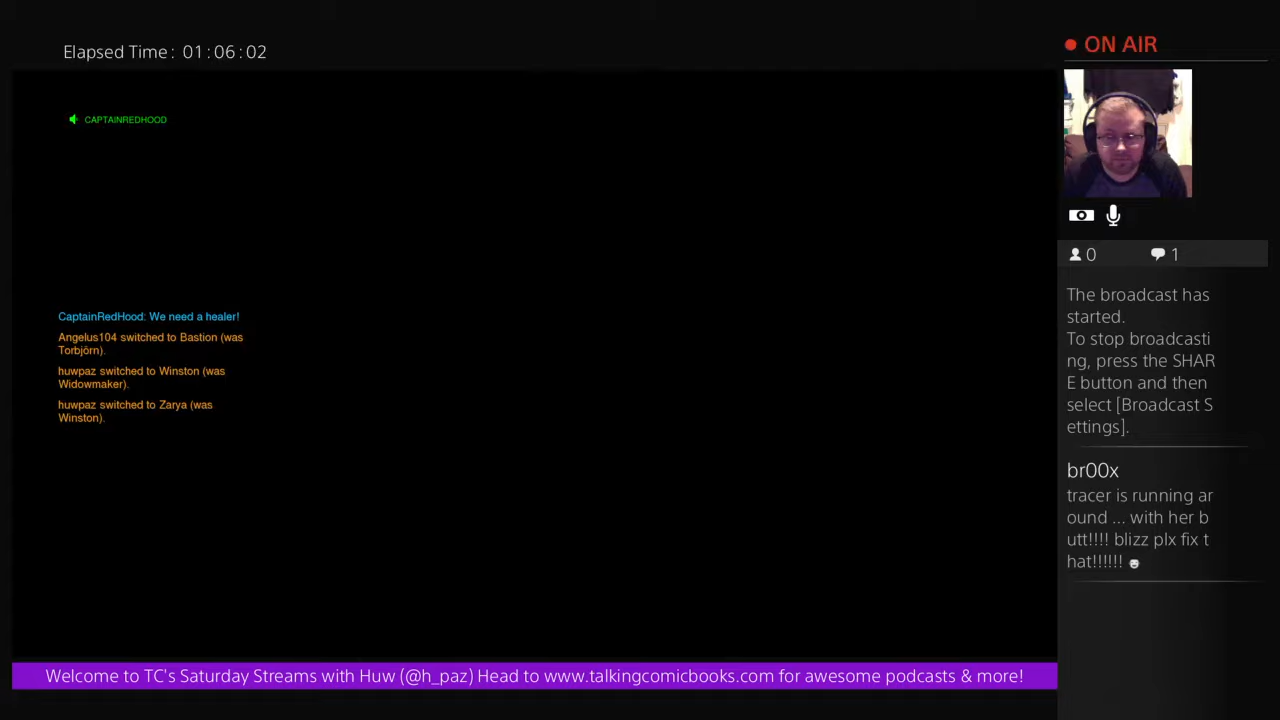 Elapsed Time: 01:06:02
ON AIR
CAPTAINREDHOOD
0 1
CaptainRedHood: We need a healer!
Angelus104 switched to Bastion (was
Torbjörn).
huwpaz switched to Winston (was
Widowmaker).
huwpaz switched to Zarya (was
Winston).
The broadcast has
started.
To stop broadcasti
ng, press the SHAR
E button and then
select [Broadcast S
ettings].
br00x
tracer is running ar
ound ... with her b
utt!!!! blizz plx fix t
hat!!!!!!
Welcome to TC's Saturday Streams with Huw (@h_paz) Head to www.talkingcomicbooks.com for awesome podcasts & more!